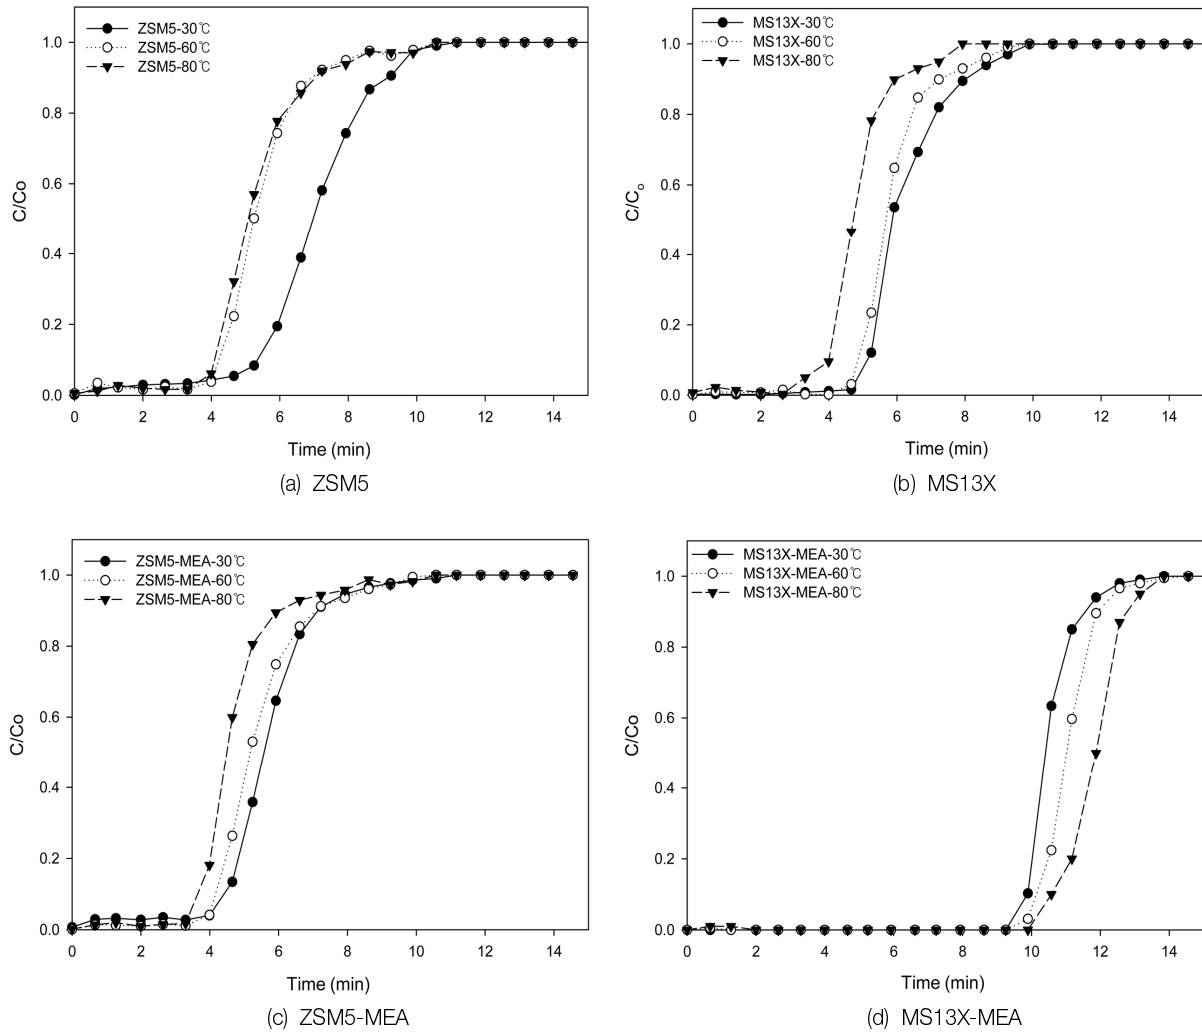 ZSM5-30℃
ZSM5-60℃
ZSM5-80℃
1.0
0.8
0.6
0.4
0.2
0.0
C/Co
0 2 4 6 8 10 12 14
Time (min)
(a) ZSM5
MS13X-30℃
MS13X-60℃
MS13X-80℃
1.0
0.8
0.6
0.4
0.2
0.0
C/Cₒ
0 2 4 6 8 10 12 14
Time (min)
(b) MS13X
ZSM5-MEA-30℃
ZSM5-MEA-60℃
ZSM5-MEA-80℃
1.0
0.8
0.6
0.4
0.2
0.0
C/Co
0 2 4 6 8 10 12 14
Time (min)
(c) ZSM5-MEA
MS13X-MEA-30℃
MS13X-MEA-60℃
MS13X-MEA-80℃
1.0
0.8
0.6
0.4
0.2
0.0
C/Co
0 2 4 6 8 10 12 14
Time (min)
(d) MS13X-MEA